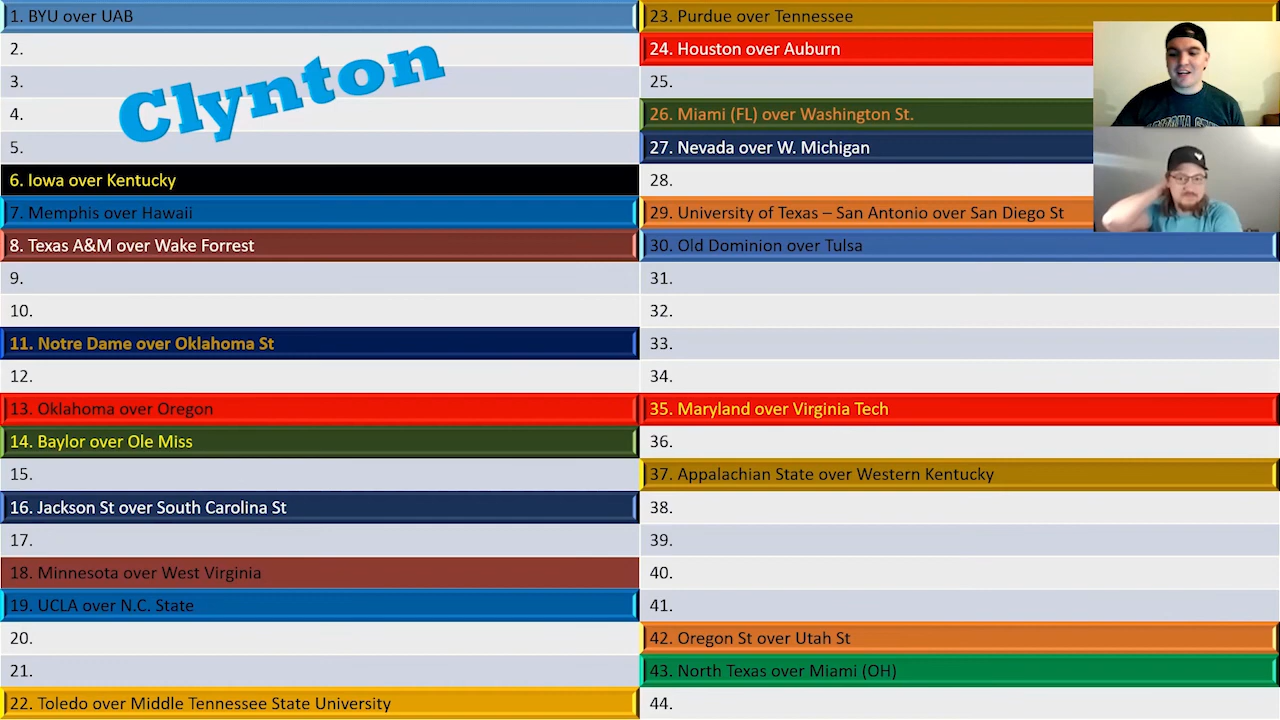 1. BYU over UAB
2.
3.
4.
5.
Clynton
6. Iowa over Kentucky
7. Memphis over Hawaii
8. Texas A&M over Wake Forrest
9.
10.
11. Notre Dame over Oklahoma St
12.
13. Oklahoma over Oregon
14. Baylor over Ole Miss
15.
16. Jackson St over South Carolina St
17.
18. Minnesota over West Virginia
19. UCLA over N.C. State
20.
21.
22. Toledo over Middle Tennessee State University
23. Purdue over Tennessee
24. Houston over Auburn
25.
26. Miami (FL) over Washington St.
27. Nevada over W. Michigan
28.
29. University of Texas – San Antonio over San Diego St
30. Old Dominion over Tulsa
31.
32.
33.
34.
35. Maryland over Virginia Tech
36.
37. Appalachian State over Western Kentucky
38.
39.
40.
41.
42. Oregon St over Utah St
43. North Texas over Miami (OH)
44.